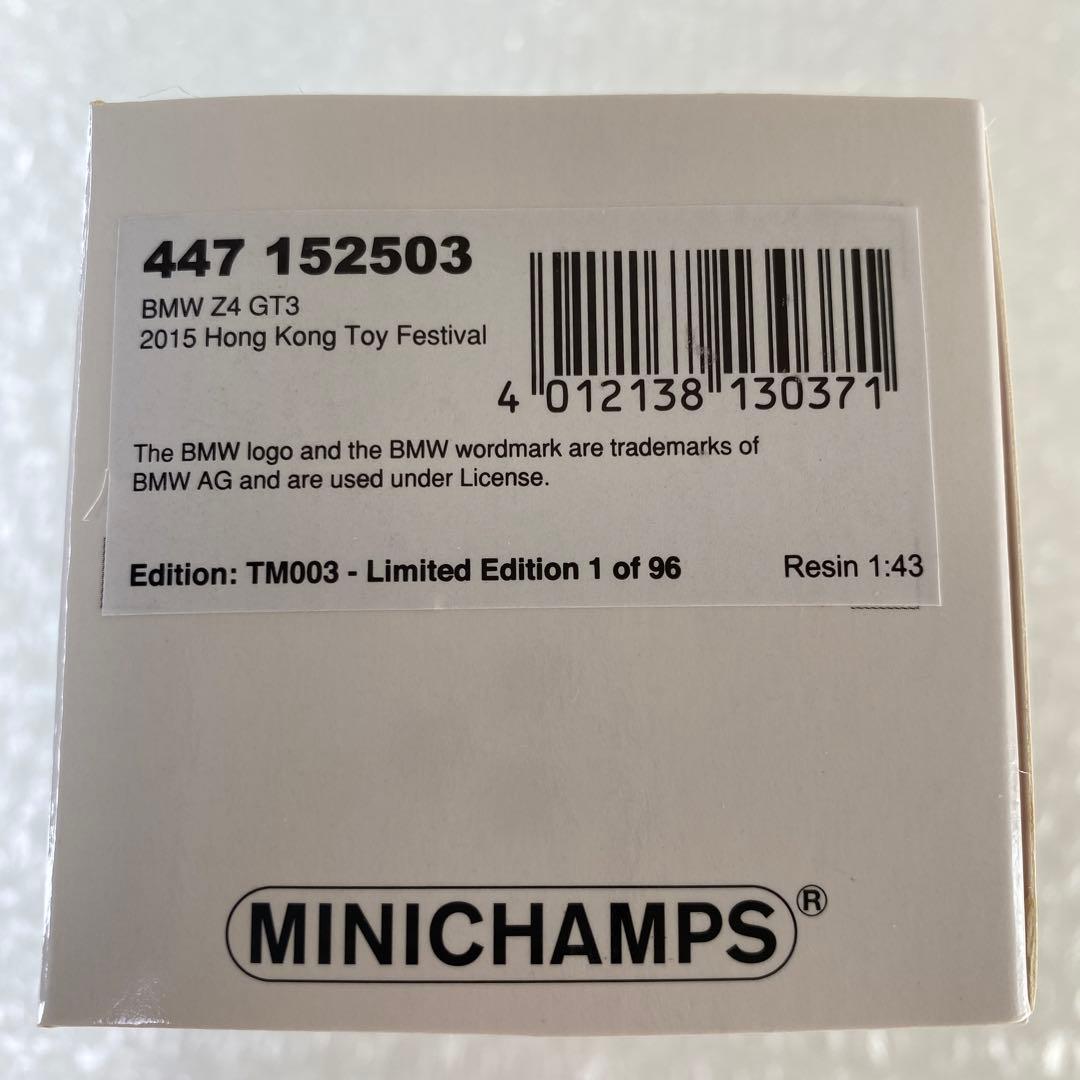 447 152503
BMW Z4 GT3
2015 Hong Kong Toy Festival
4 012138 130371
The BMW logo and the BMW wordmark are trademarks of
BMW AG and are used under License.
Edition: TM003 - Limited Edition 1 of 96
Resin 1:43
MINICHAMPS®